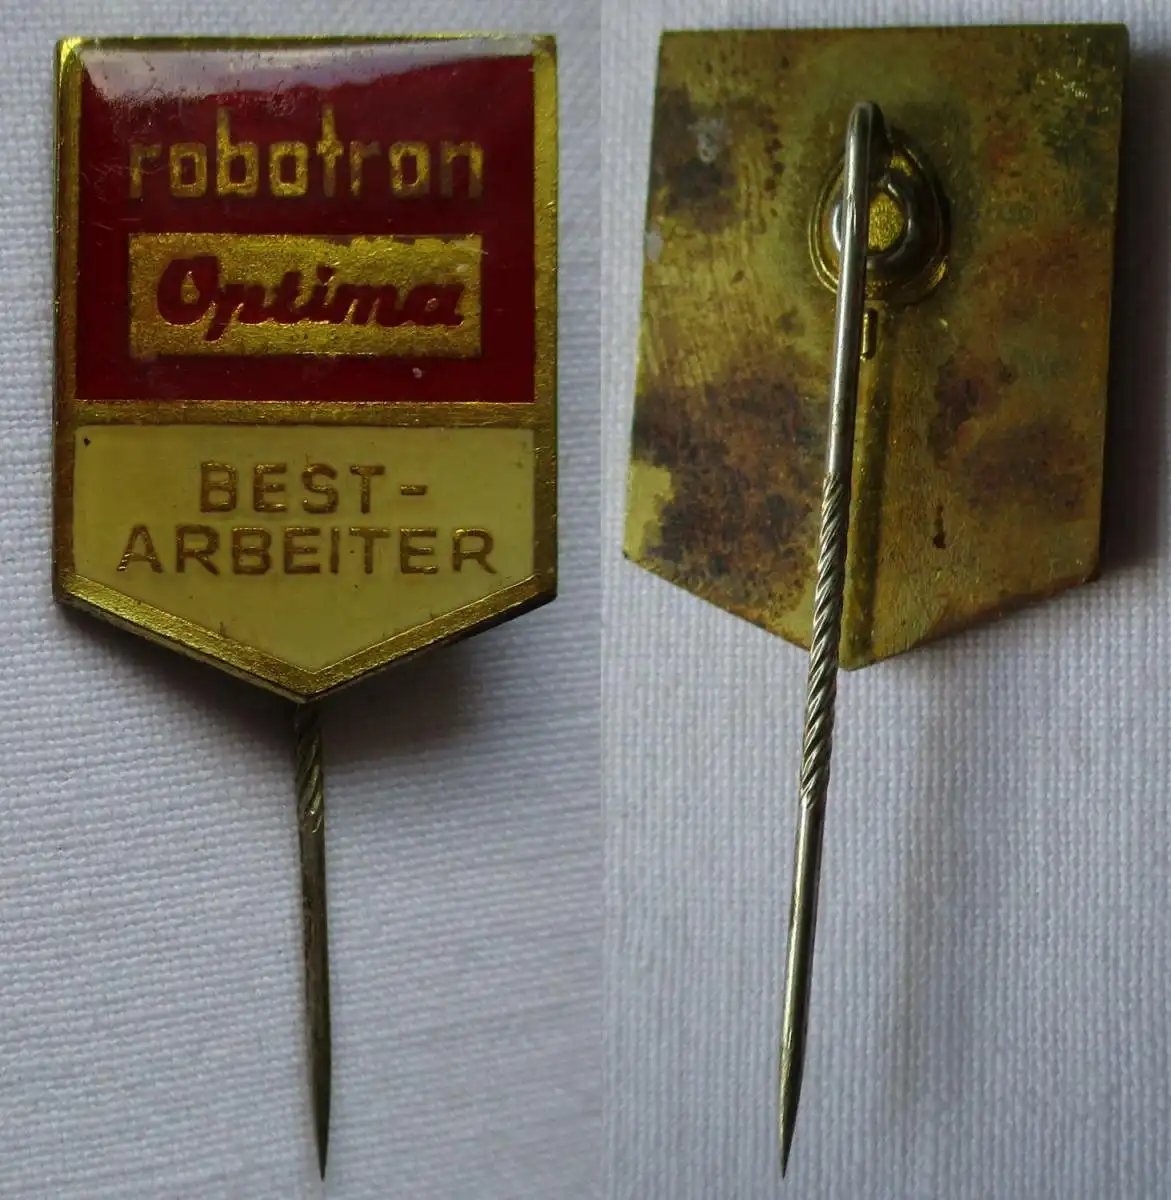 robotron
Optima
BEST-
ARBEITER